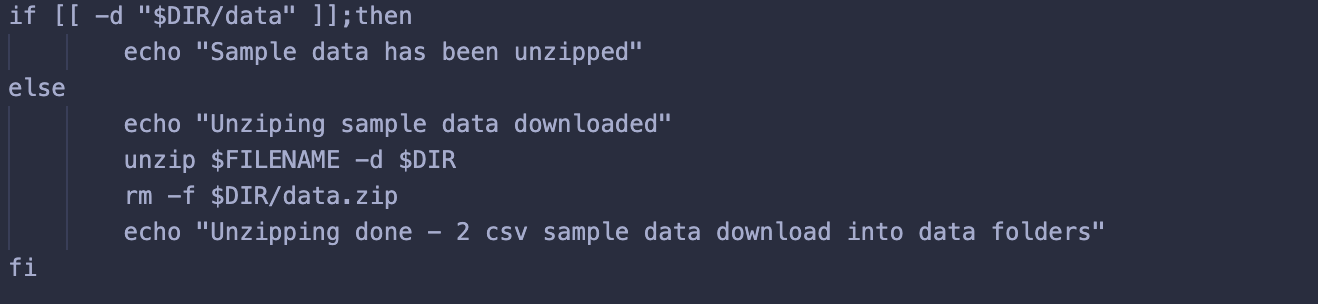 if [[ -d "$DIR/data" ]];then
echo "Sample data has been unzipped"
else
echo "Unziping sample data downloaded"
unzip $FILENAME -d $DIR
rm -f $DIR/data.zip
echo "Unzipping done - 2 csv sample data download into data folders"
fi